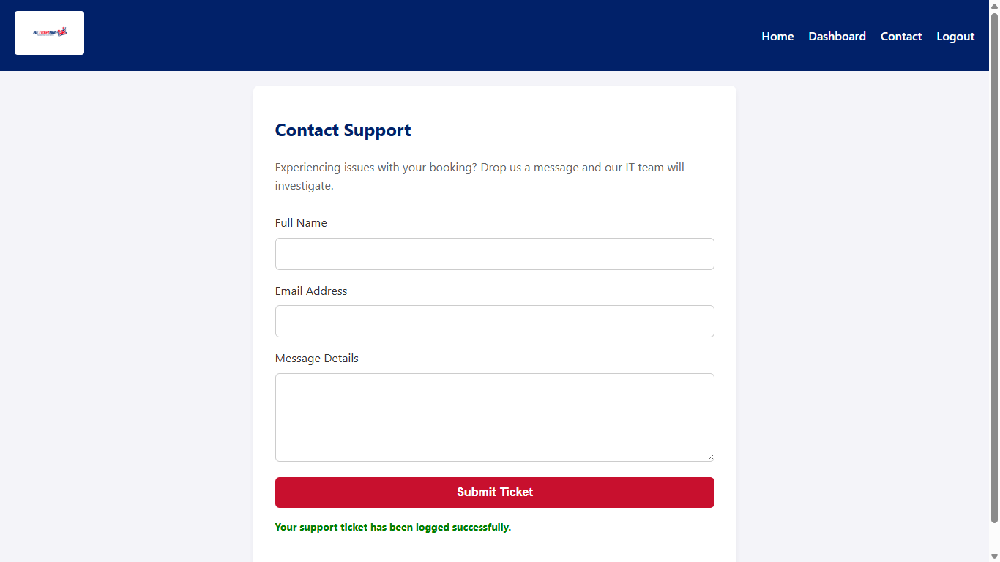 AETicketHub
Home
Dashboard
Contact
Logout
Contact Support
Experiencing issues with your booking? Drop us a message and our IT team will
investigate.
Full Name
Email Address
Message Details
Submit Ticket
Your support ticket has been logged successfully.